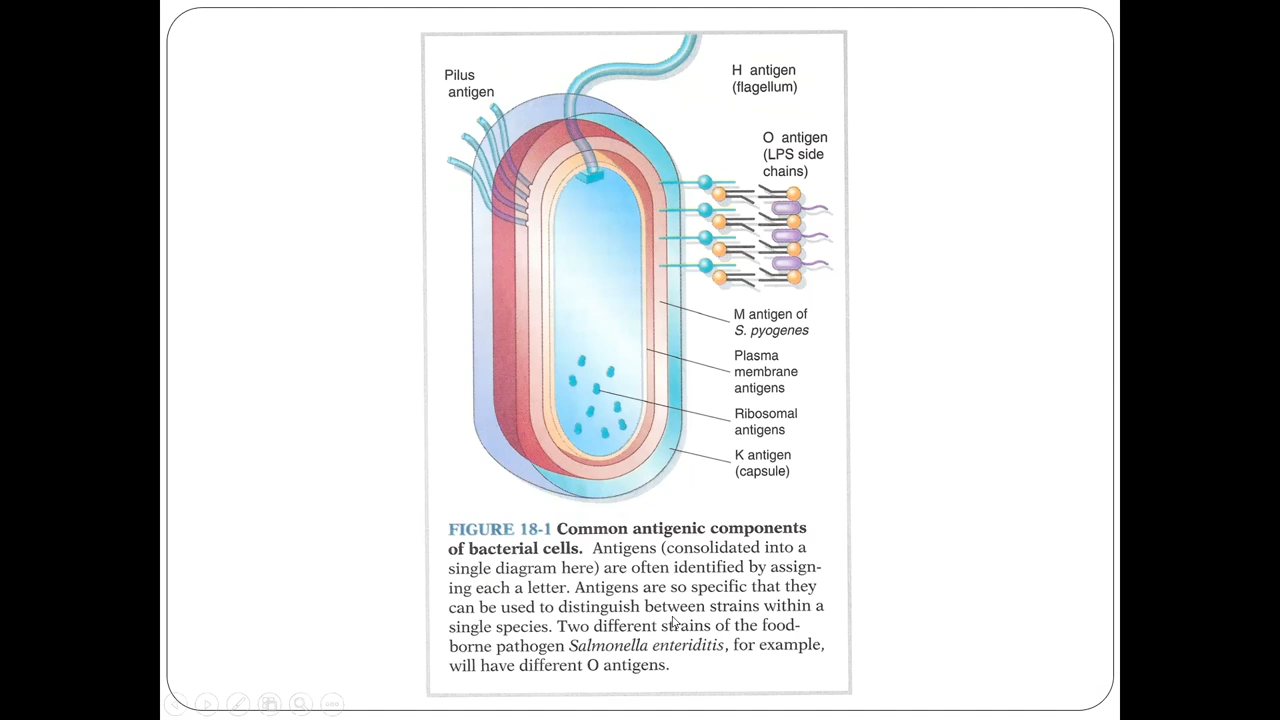 Pilus
antigen
H antigen
(flagellum)
O antigen
(LPS side
chains)
M antigen of
S. pyogenes
Plasma
membrane
antigens
Ribosomal
antigens
K antigen
(capsule)
FIGURE 18-1 Common antigenic components
of bacterial cells. Antigens (consolidated into a
single diagram here) are often identified by assign-
ing each a letter. Antigens are so specific that they
can be used to distinguish between strains within a
single species. Two different strains of the food-
borne pathogen Salmonella enteriditis, for example,
will have different O antigens.